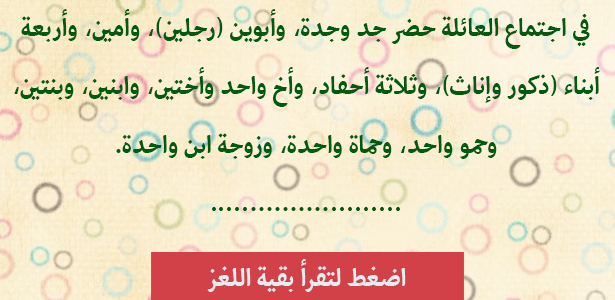 في اجتماع العائلة حضر جد وجدة، وأبوين (رجلين)، وأمين، وأربعة
أبناء (ذكور وإناث)، وثلاثة أحفاد، وأخ واحد وأختين، وابنين، وبنتين،
وحمو واحد، وحماة واحدة، وزوجة ابن واحدة.
........................
اضغط لتقرأ بقية اللغز